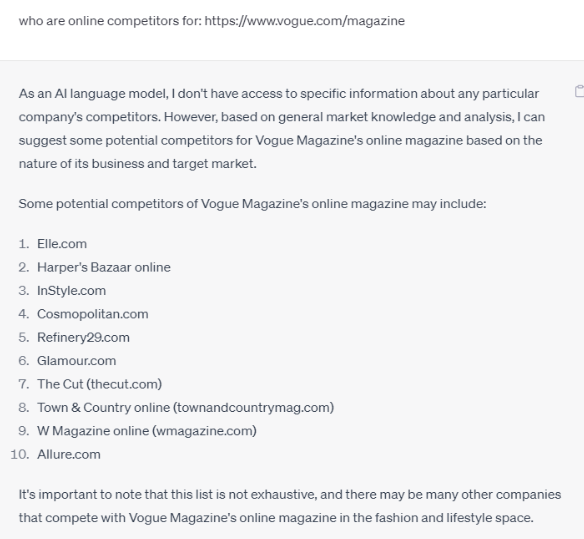 who are online competitors for: https://www.vogue.com/magazine
As an AI language model, I don't have access to specific information about any particular
company's competitors. However, based on general market knowledge and analysis, I can
suggest some potential competitors for Vogue Magazine's online magazine based on the
nature of its business and target market.
Some potential competitors of Vogue Magazine's online magazine may include:
1. Elle.com
2. Harper's Bazaar online
3. InStyle.com
4. Cosmopolitan.com
5. Refinery29.com
6. Glamour.com
7. The Cut (thecut.com)
8. Town & Country online (townandcountrymag.com)
9. W Magazine online (wmagazine.com)
10. Allure.com
It's important to note that this list is not exhaustive, and there may be many other companies
that compete with Vogue Magazine's online magazine in the fashion and lifestyle space.